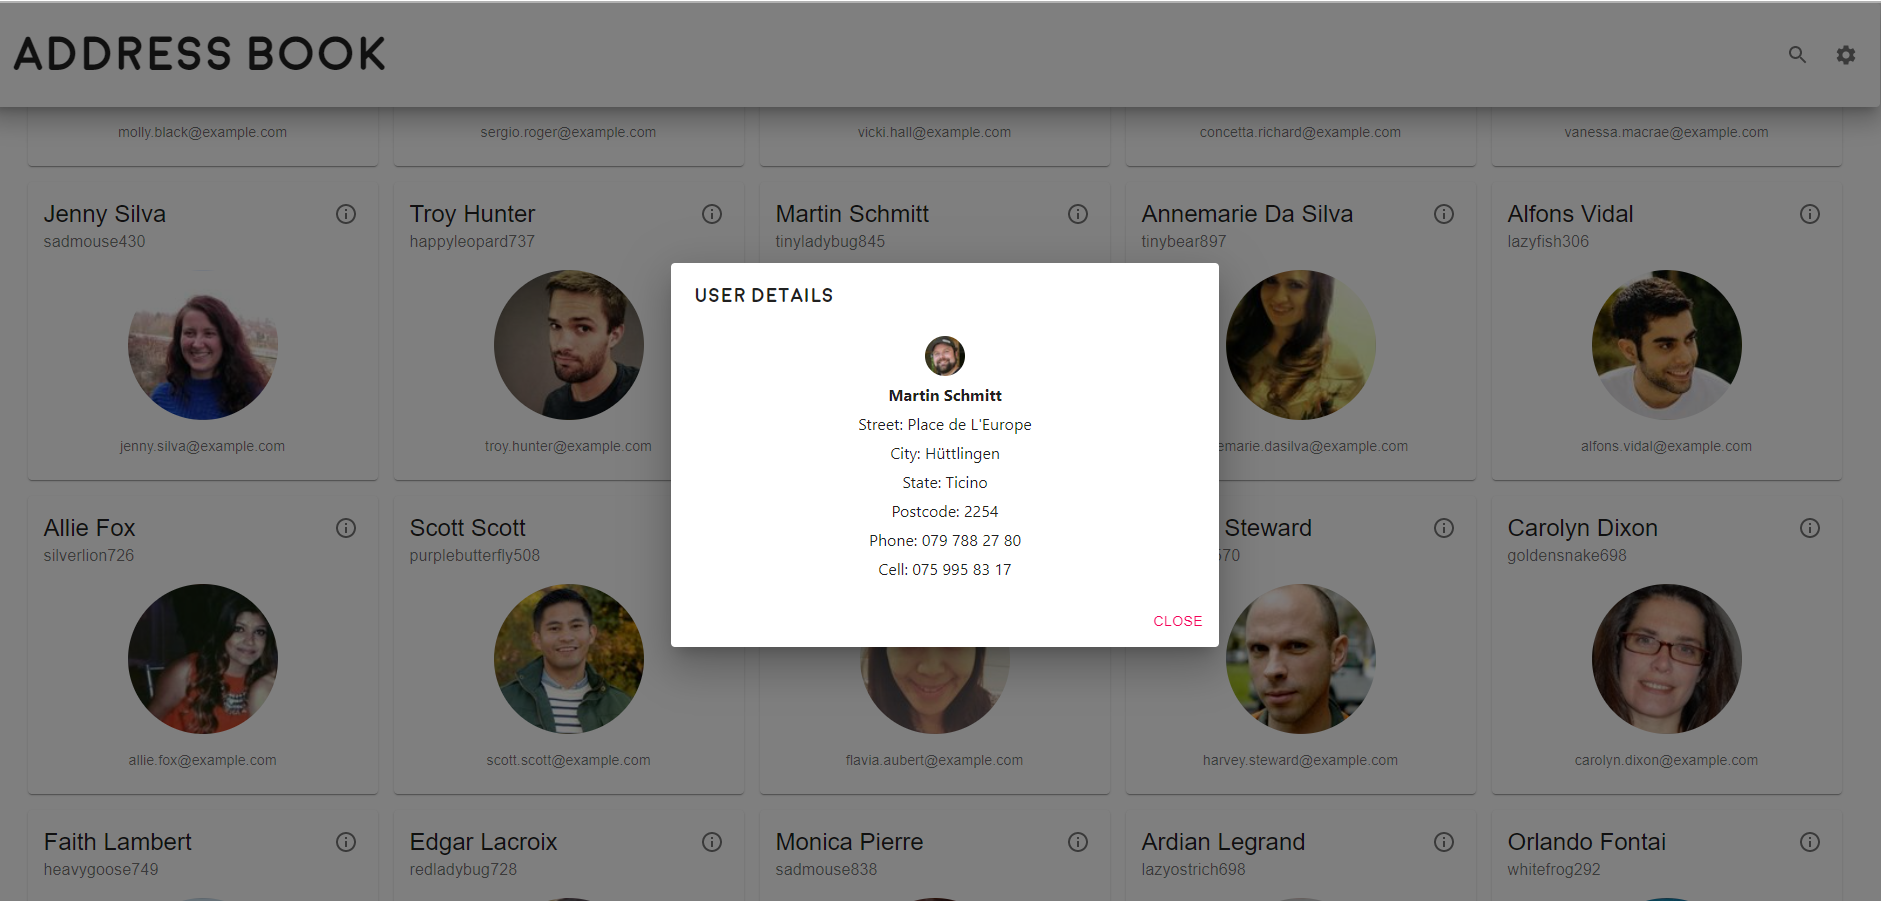 ADDRESS BOOK
molly.black@example.com
sergio.roger@example.com
vicki.hall@example.com
concetta.richard@example.com
vanessa.macrae@example.com
Jenny Silva
sadmouse430
jenny.silva@example.com
Troy Hunter
happyleopard737
troy.hunter@example.com
Martin Schmitt
tinyladybug845
Annemarie Da Silva
tinybear897
emarie.dasilva@example.com
Alfons Vidal
lazyfish306
alfons.vidal@example.com
USER DETAILS
Martin Schmitt
Street: Place de L'Europe
City: Hüttlingen
State: Ticino
Postcode: 2254
Phone: 079 788 27 80
Cell: 075 995 83 17
CLOSE
Allie Fox
silverlion726
allie.fox@example.com
Scott Scott
purplebutterfly508
scott.scott@example.com
flavia.aubert@example.com
Steward
70
harvey.steward@example.com
Carolyn Dixon
goldensnake698
carolyn.dixon@example.com
Faith Lambert
heavygoose749
Edgar Lacroix
redladybug728
Monica Pierre
sadmouse838
Ardian Legrand
lazyostrich698
Orlando Fontai
whitefrog292